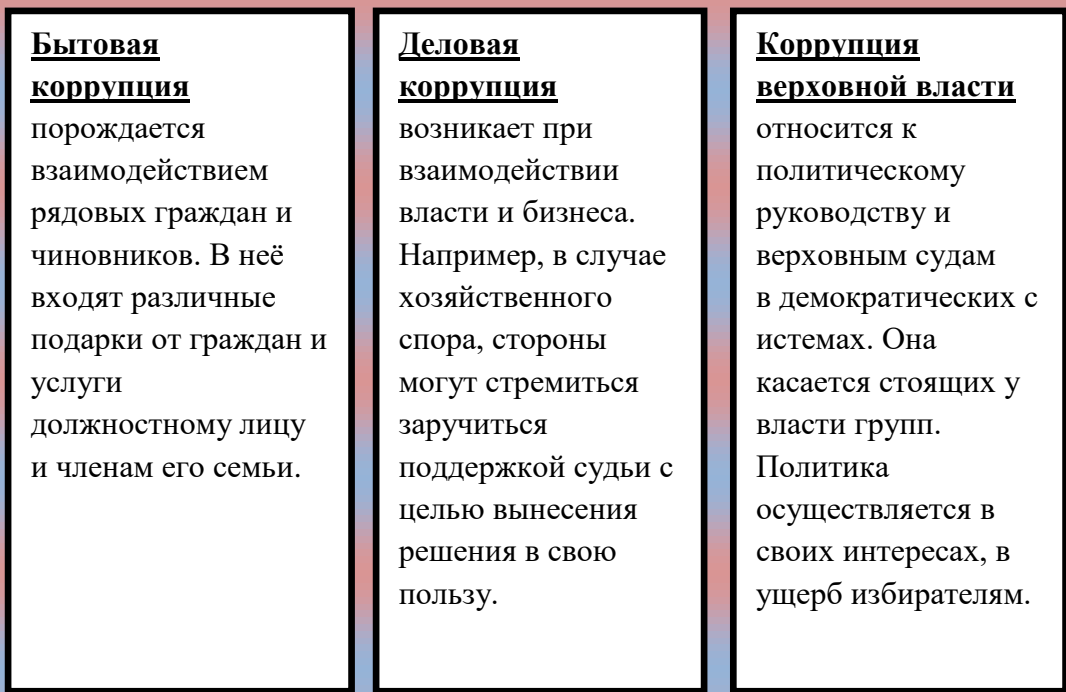 Бытовая
коррупция
порождается
взаимодействием
рядовых граждан и
чиновников. В неё
входят различные
подарки от граждан и
услуги
должностному лицу
и членам его семьи.
Деловая
коррупция
возникает при
взаимодействии
власти и бизнеса.
Например, в случае
хозяйственного
спора, стороны
могут стремиться
заручиться
поддержкой судьи с
целью вынесения
решения в свою
пользу.
Коррупция
верховной власти
относится к
политическому
руководству и
верховным судам
в демократических с
истемах. Она
касается стоящих у
власти групп.
Политика
осуществляется в
своих интересах, в
ущерб избирателям.